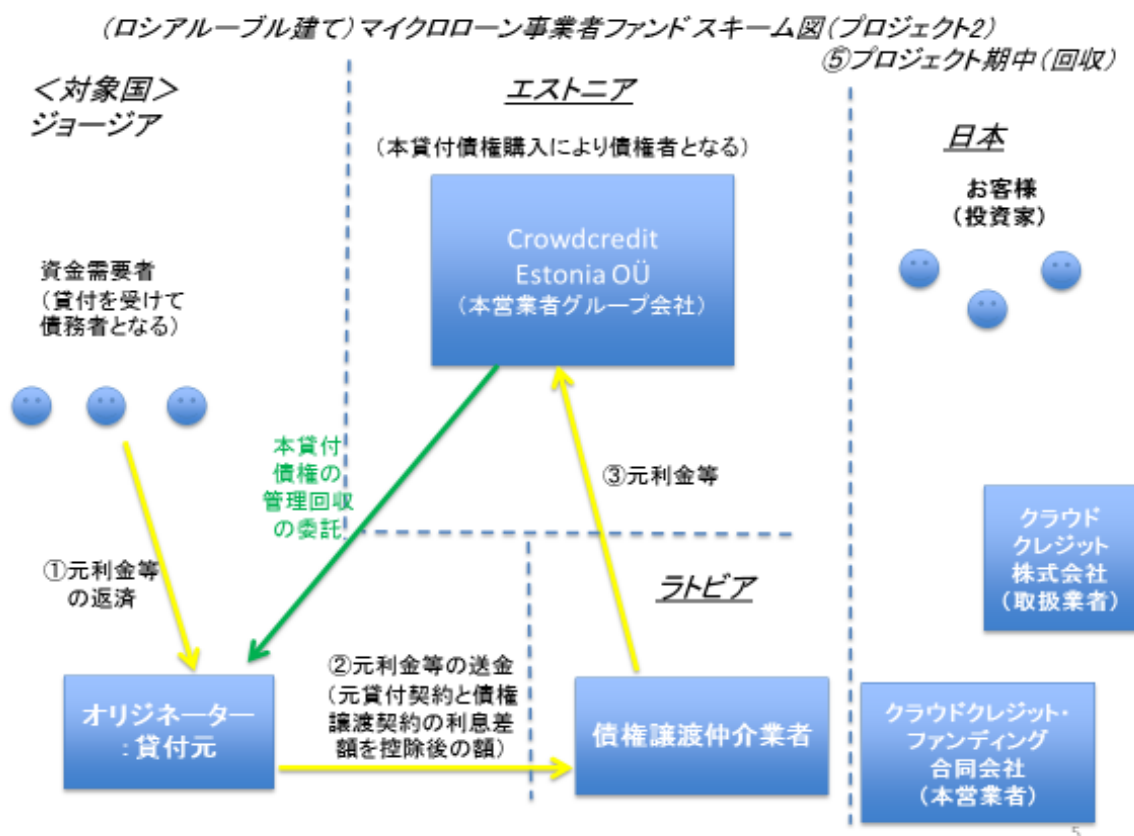 (ロシアルーブル建て)マイクロローン事業者ファンド スキーム図(プロジェクト2)
⑤プロジェクト期中(回収)
＜対象国＞
ジョージア
エストニア
(本貸付債権購入により債権者となる)
日本
お客様
(投資家)
Crowdcredit
Estonia OÜ
(本営業者グループ会社)
資金需要者
(貸付を受けて
債務者となる)
本貸付
債権の
管理回収
の委託
③元利金等
クラウド
クレジット
株式会社
(取扱業者)
①元利金等
の返済
ラトビア
②元利金等の送金
(元貸付契約と債権
譲渡契約の利息差
額を控除後の額)
オリジネーター
：貸付元
債権譲渡仲介業者
クラウドクレジット・
ファンディング
合同会社
(本営業者)
5